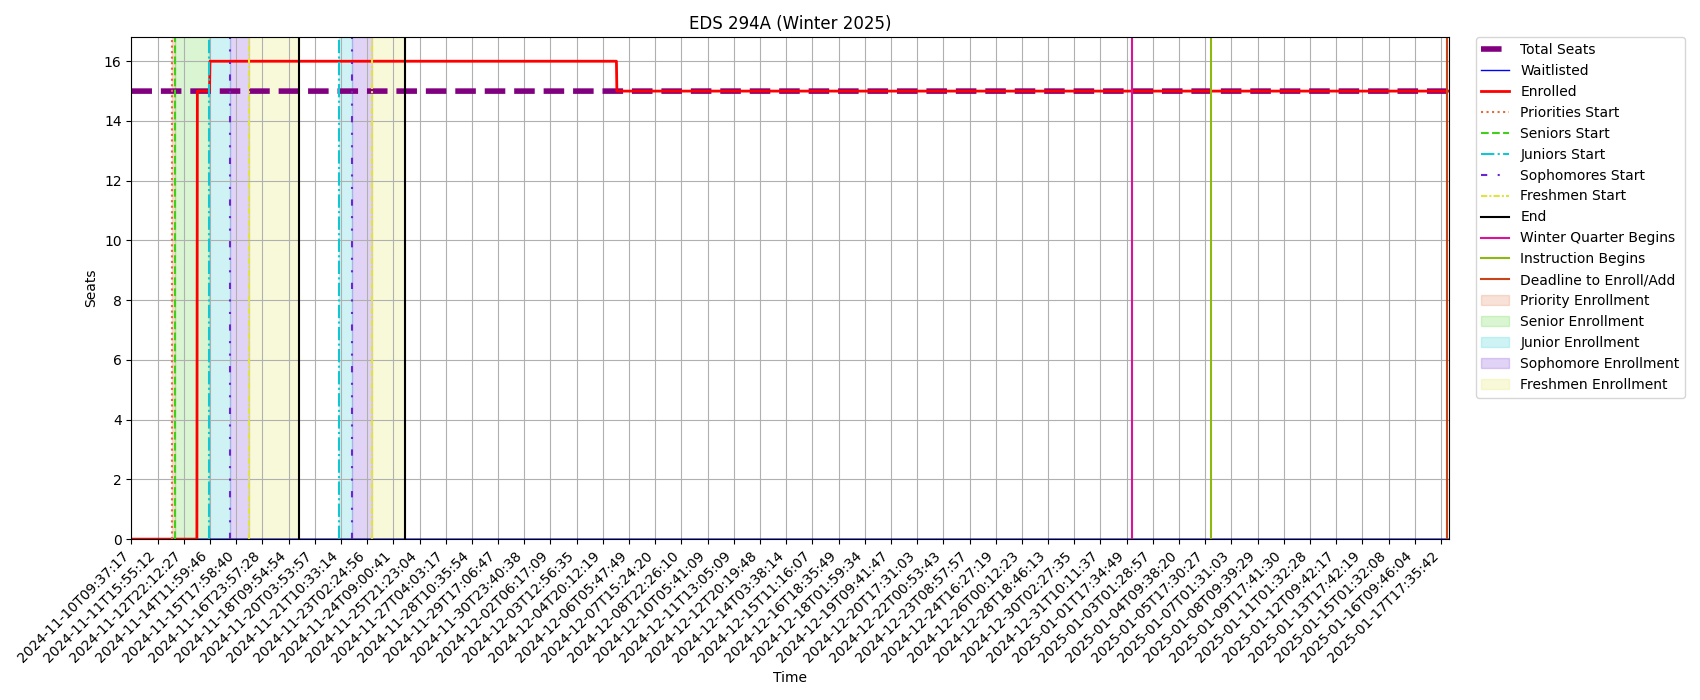 EDS 294A (Winter 2025)
Seats
16
14
12
10
8
6
4
2
0
2024-11-10T09:37:17
2024-11-11T15:55:12
2024-11-12T22:12:27
2024-11-14T11:59:46
2024-11-15T17:58:40
2024-11-16T23:57:28
2024-11-18T09:54:54
2024-11-20T03:53:57
2024-11-21T10:33:14
2024-11-23T02:24:56
2024-11-24T09:00:41
2024-11-25T21:23:04
2024-11-27T04:03:17
2024-11-28T10:35:54
2024-11-29T17:06:47
2024-11-30T23:40:38
2024-12-02T06:17:09
2024-12-03T12:56:35
2024-12-04T20:12:19
2024-12-06T05:47:49
2024-12-07T15:24:20
2024-12-08T22:26:10
2024-12-10T05:41:09
2024-12-11T13:05:09
2024-12-12T20:19:48
2024-12-14T03:38:14
2024-12-15T11:16:07
2024-12-16T18:35:49
2024-12-18T01:59:34
2024-12-19T09:41:47
2024-12-20T17:31:03
2024-12-22T00:53:43
2024-12-23T08:57:57
2024-12-24T16:27:19
2024-12-26T00:12:23
2024-12-28T18:46:13
2024-12-30T02:27:35
2024-12-31T10:11:37
2025-01-01T17:34:49
2025-01-03T01:28:57
2025-01-04T09:38:20
2025-01-05T17:30:27
2025-01-07T01:31:03
2025-01-08T09:39:29
2025-01-09T17:41:30
2025-01-11T01:32:28
2025-01-12T09:42:17
2025-01-13T17:42:19
2025-01-15T01:32:08
2025-01-16T09:46:04
2025-01-17T17:35:42
Time
Total Seats
Waitlisted
Enrolled
Priorities Start
Seniors Start
Juniors Start
Sophomores Start
Freshmen Start
End
Winter Quarter Begins
Instruction Begins
Deadline to Enroll/Add
Priority Enrollment
Senior Enrollment
Junior Enrollment
Sophomore Enrollment
Freshmen Enrollment